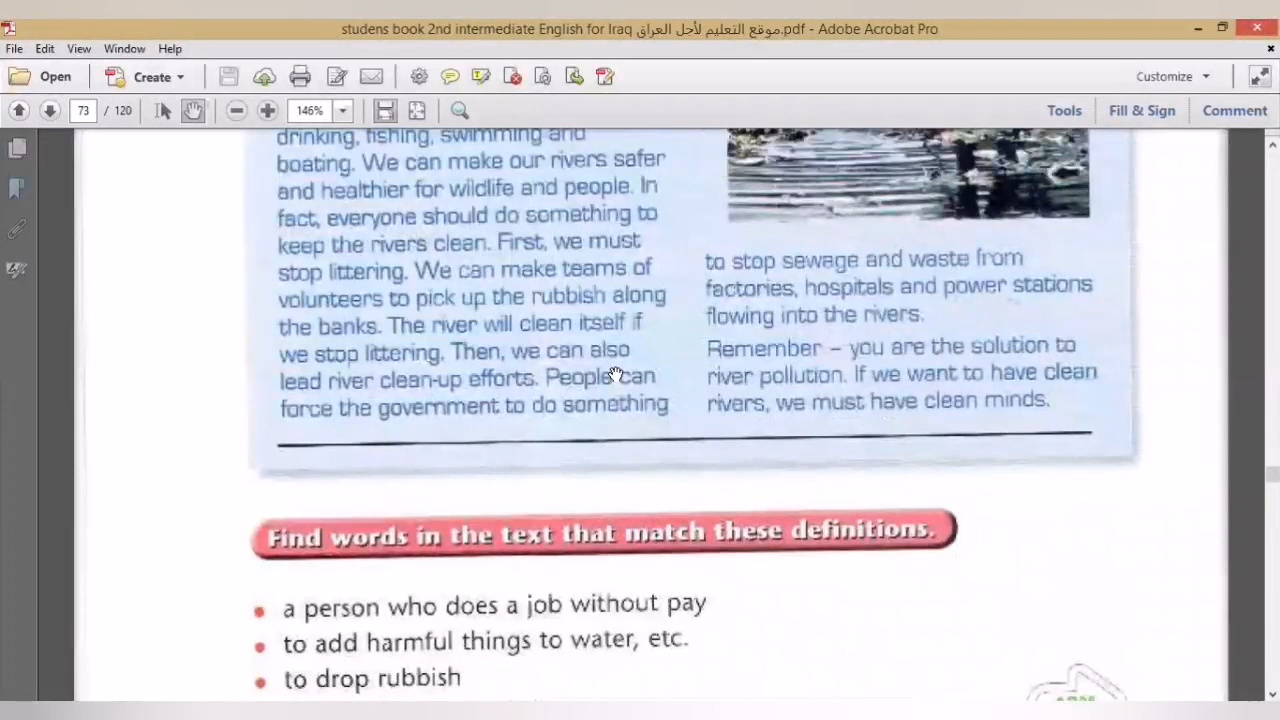 studens book 2nd intermediate English for Iraq موقع التعليم لأجل العراق.pdf - Adobe Acrobat Pro
File Edit View Window Help
Open Create Customize
73 / 120 146% Tools Fill & Sign Comment
drinking, fishing, swimming and
boating. We can make our rivers safer
and healthier for wildlife and people. In
fact, everyone should do something to
keep the rivers clean. First, we must
stop littering. We can make teams of
volunteers to pick up the rubbish along
the banks. The river will clean itself if
we stop littering. Then, we can also
lead river clean-up efforts. People can
force the government to do something
to stop sewage and waste from
factories, hospitals and power stations
flowing into the rivers.
Remember – you are the solution to
river pollution. If we want to have clean
rivers, we must have clean minds.
Find words in the text that match these definitions.
• a person who does a job without pay
• to add harmful things to water, etc.
• to drop rubbish